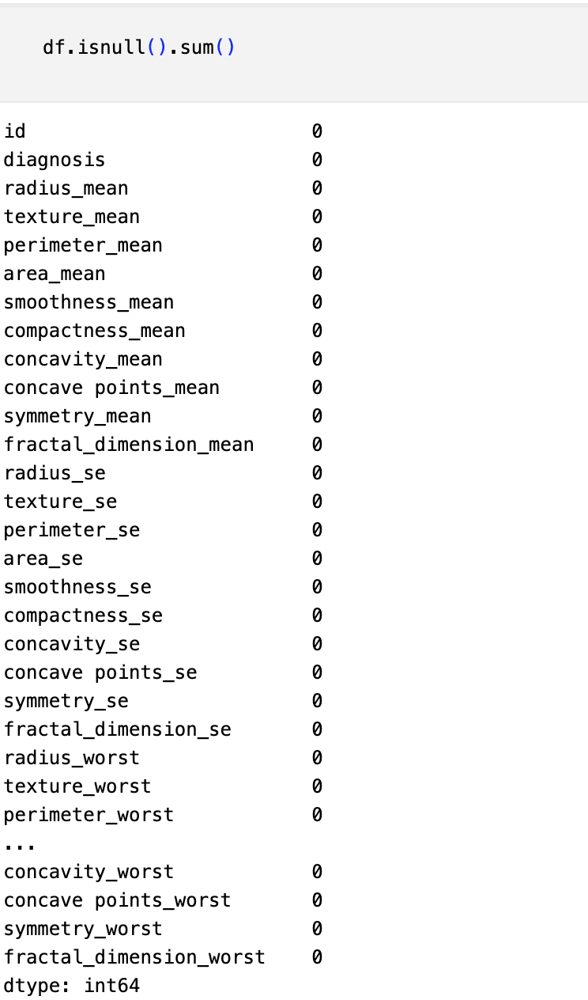 df.isnull().sum()
id 0
diagnosis 0
radius_mean 0
texture_mean 0
perimeter_mean 0
area_mean 0
smoothness_mean 0
compactness_mean 0
concavity_mean 0
concave points_mean 0
symmetry_mean 0
fractal_dimension_mean 0
radius_se 0
texture_se 0
perimeter_se 0
area_se 0
smoothness_se 0
compactness_se 0
concavity_se 0
concave points_se 0
symmetry_se 0
fractal_dimension_se 0
radius_worst 0
texture_worst 0
perimeter_worst 0
...
concavity_worst 0
concave points_worst 0
symmetry_worst 0
fractal_dimension_worst 0
dtype: int64